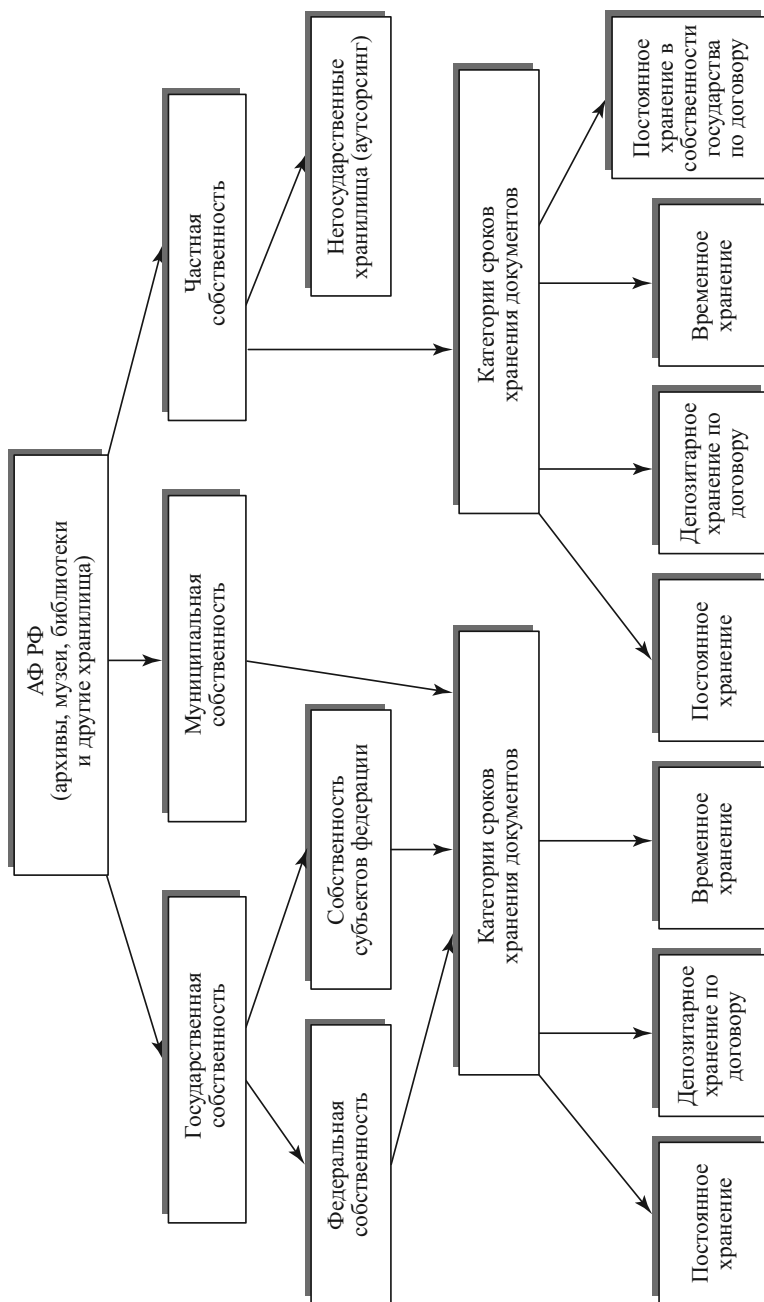 АФ РФ
(архивы, музеи, библиотеки
и другие хранилища)
Государственная
собственность
Муниципальная
собственность
Частная
собственность
Федеральная
собственность
Собственность
субъектов федерации
Негосударственные
хранилища (аутсорсинг)
Категории сроков
хранения документов
Категории сроков
хранения документов
Постоянное
хранение
Депозитарное
хранение по
договору
Временное
хранение
Постоянное
хранение
Депозитарное
хранение по
договору
Временное
хранение
Постоянное
хранение в
собственности
государства
по договору